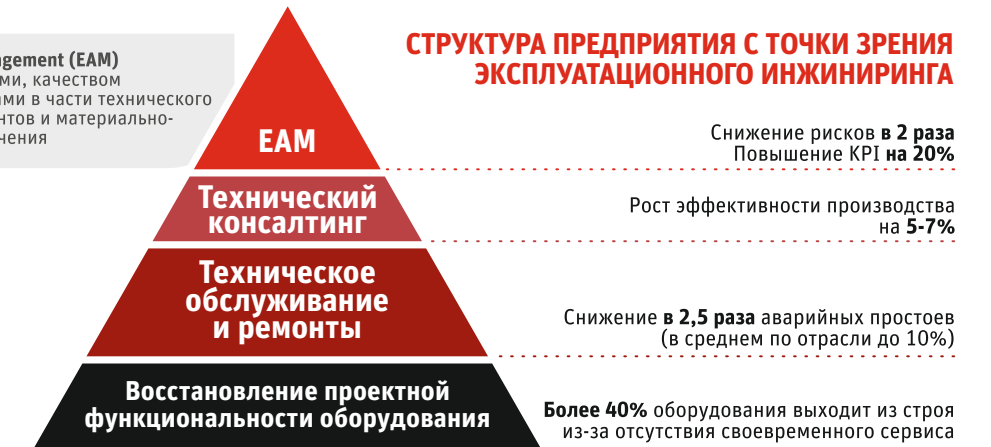 gement (EAM)
ми, качеством
ами в части технического
нтов и материально-
чения
СТРУКТУРА ПРЕДПРИЯТИЯ С ТОЧКИ ЗРЕНИЯ
ЭКСПЛУАТАЦИОННОГО ИНЖИНИРИНГА
EAM
Снижение рисков в 2 раза
Повышение KPI на 20%
Технический
консалтинг
Рост эффективности производства
на 5-7%
Техническое
обслуживание
и ремонты
Снижение в 2,5 раза аварийных простоев
(в среднем по отрасли до 10%)
Восстановление проектной
функциональности оборудования
Более 40% оборудования выходит из строя
из-за отсутствия своевременного сервиса